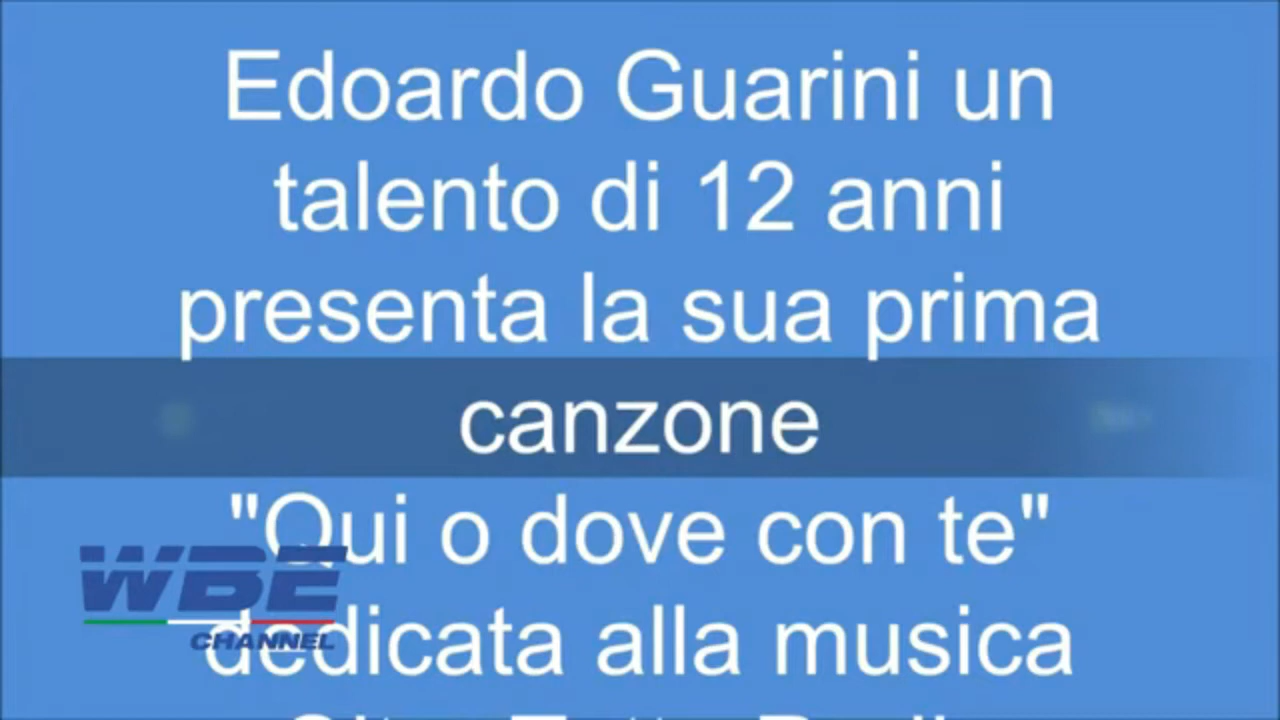 Edoardo Guarini un
talento di 12 anni
presenta la sua prima
canzone
"Qui o dove con te"
WBE
CHANNEL
dedicata alla musica